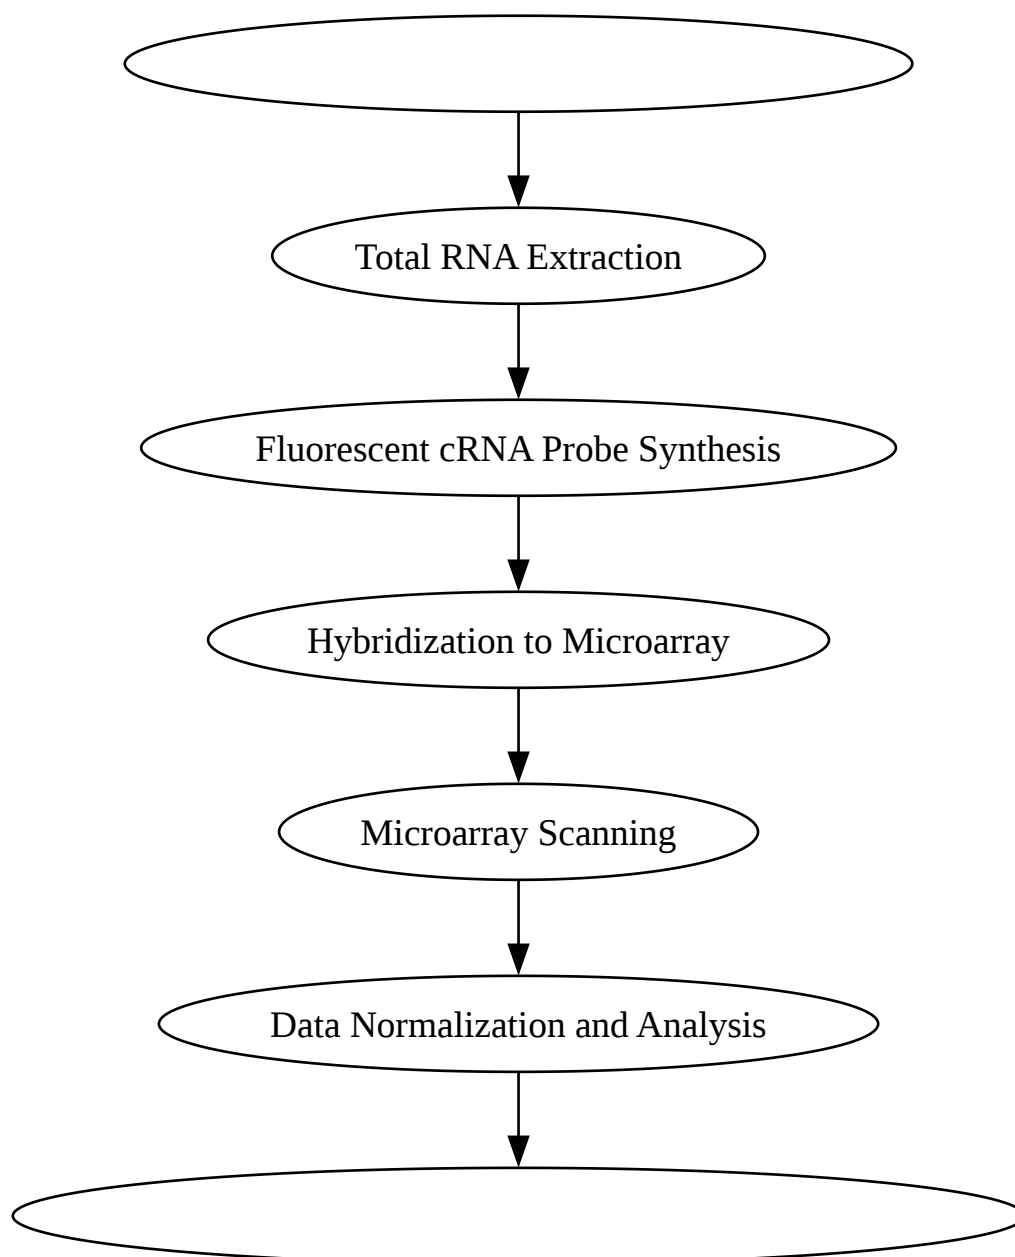 Total RNA Extraction
Fluorescent cRNA Probe Synthesis
Hybridization to Microarray
Microarray Scanning
Data Normalization and Analysis